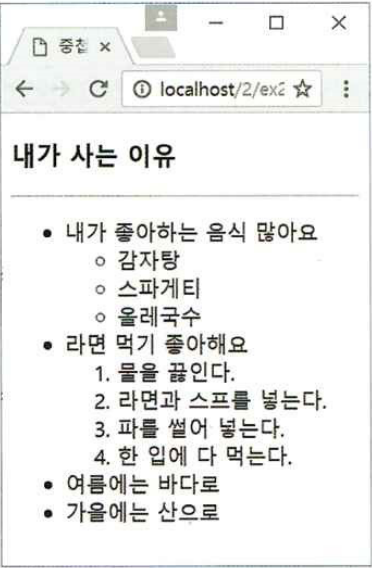 중첩
localhost/2/ex2
내가 사는 이유
• 내가 좋아하는 음식 많아요
○ 감자탕
○ 스파게티
○ 올레국수
• 라면 먹기 좋아해요
1. 물을 끓인다.
2. 라면과 스프를 넣는다.
3. 파를 썰어 넣는다.
4. 한 입에 다 먹는다.
• 여름에는 바다로
• 가을에는 산으로